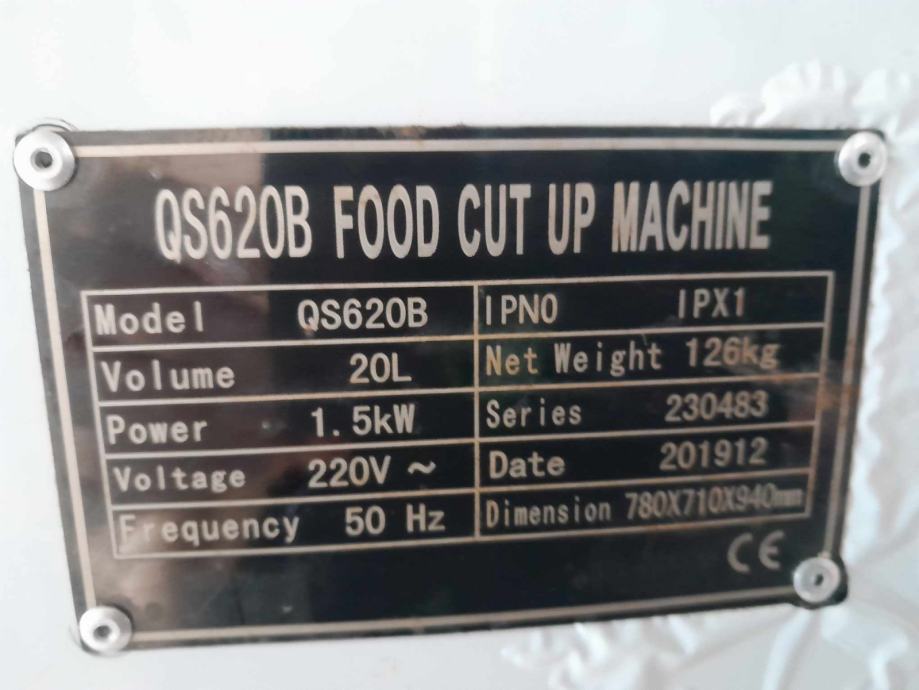 QS620B FOOD CUT UP MACHINE
Model QS620B IPNO IPX1
Volume 20L Net Weight 126kg
Power 1.5kW Series 230483
Voltage 220V ~ Date 201912
Frequency 50 Hz Dimension 780X710X940mm
CE